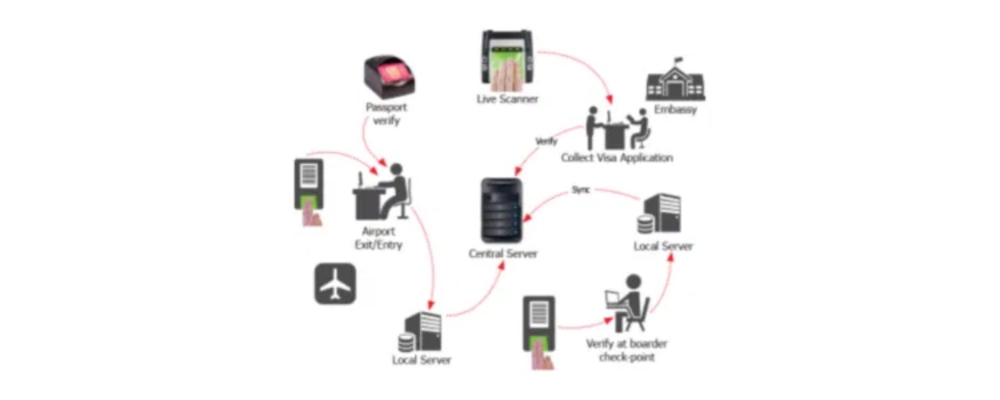 Live Scanner
Embassy
Passport
verify
Verify
Collect Visa Application
Sync
Airport
Exit/Entry
Central Server
Local Server
Local Server
Verify at boarder
check-point